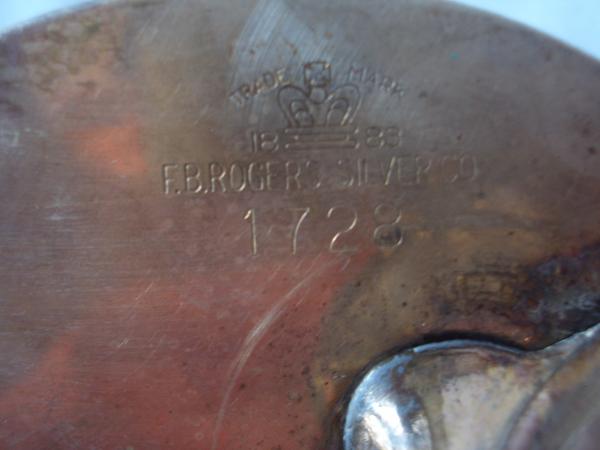 TRADE MARK
18 83
F.B.ROGERS SILVER CO
1728